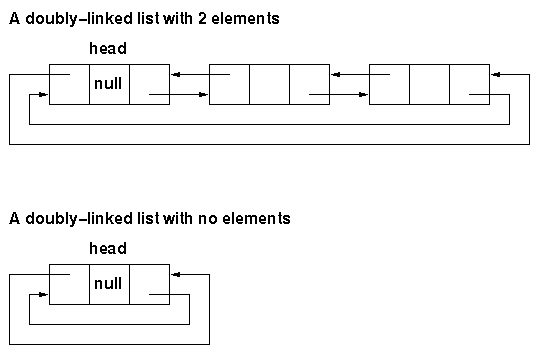 A doubly-linked list with 2 elements
head
null
A doubly-linked list with no elements
head
null